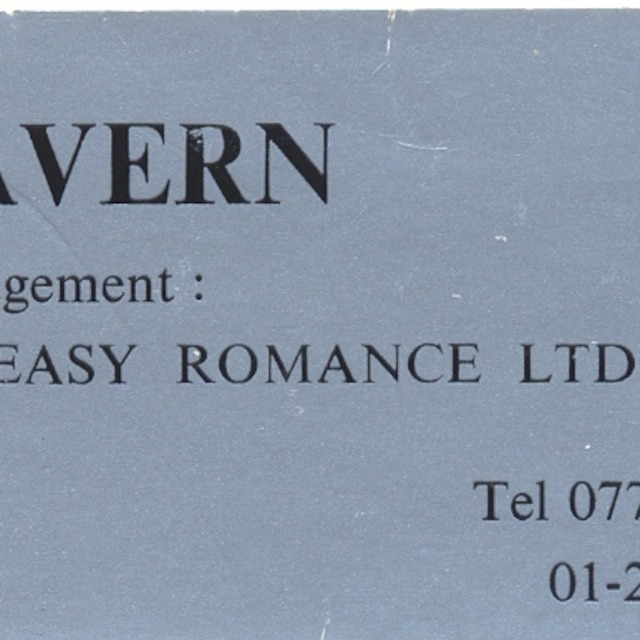 AVERN
gement :
EASY ROMANCE LTD
Tel 077
01-2